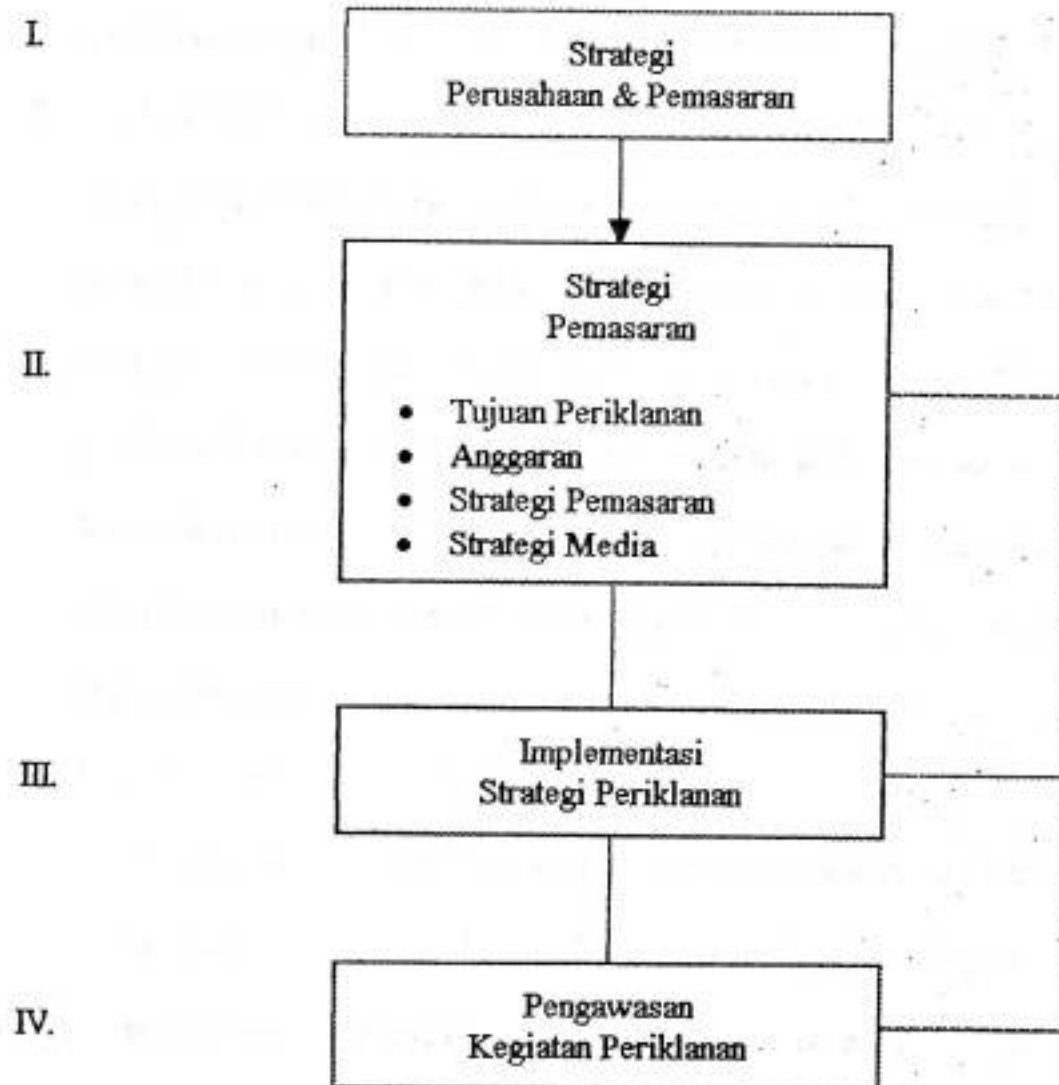 I.
Strategi
Perusahaan & Pemasaran
II.
Strategi
Pemasaran
• Tujuan Periklanan
• Anggaran
• Strategi Pemasaran
• Strategi Media
III.
Implementasi
Strategi Periklanan
IV.
Pengawasan
Kegiatan Periklanan